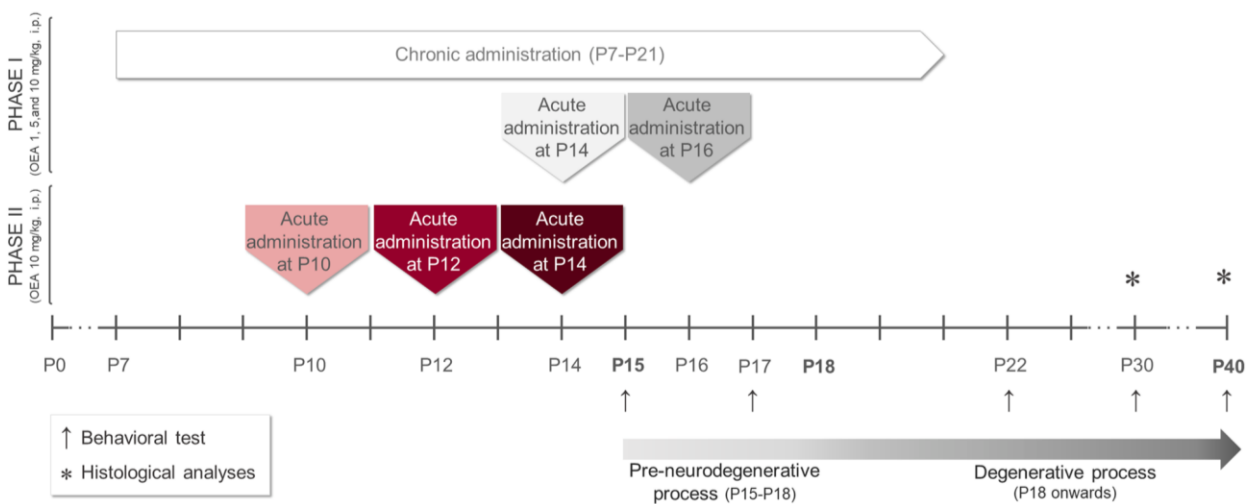 PHASE I
(OEA 1, 5,and 10 mg/kg, i.p.)
Chronic administration (P7-P21)
Acute
administration
at P14
Acute
administration
at P16
PHASE II
(OEA 10 mg/kg, i.p.)
Acute
administration
at P10
Acute
administration
at P12
Acute
administration
at P14
* *
P0 P7 P10 P12 P14 P15 P16 P17 P18 P22 P30 P40
↑ ↑ ↑ ↑ ↑
↑ Behavioral test
* Histological analyses
Pre-neurodegenerative
process (P15-P18)
Degenerative process
(P18 onwards)